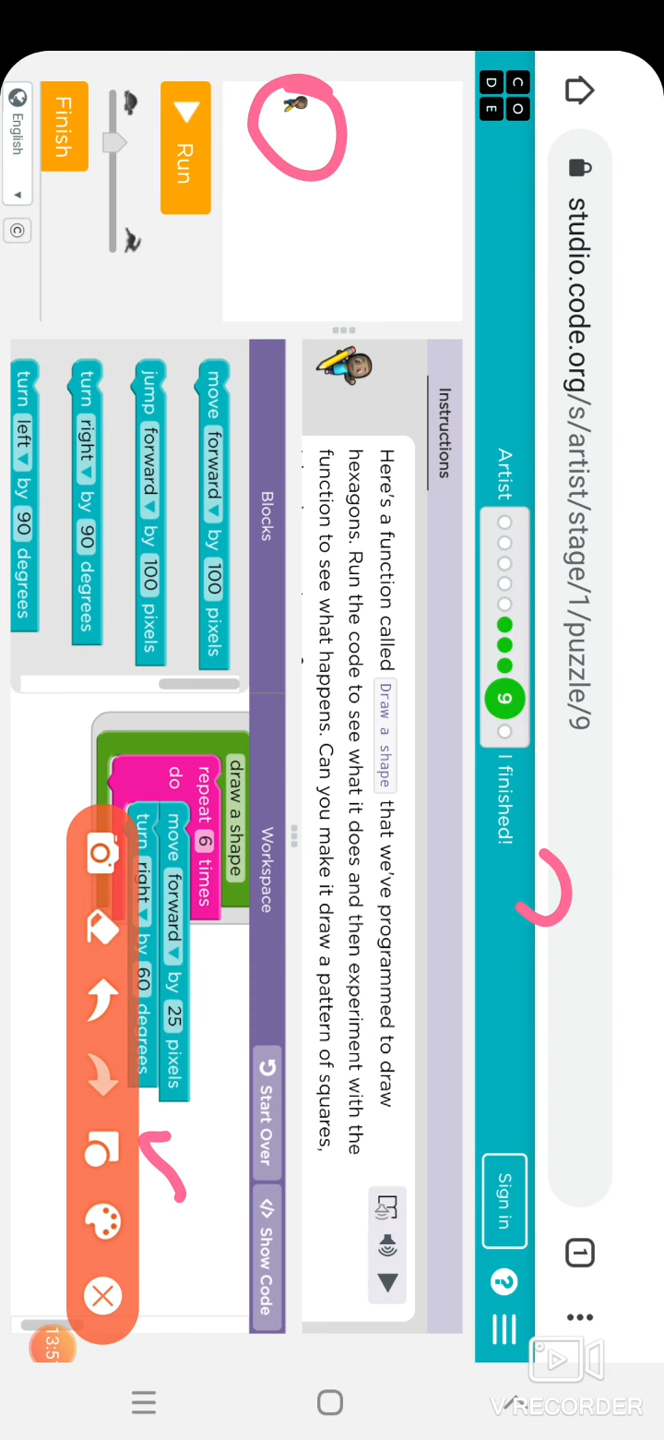 studio.code.org/s/artist/stage/1/puzzle/9
1
C O
D E
Artist
9
I finished!
Sign in
?
Instructions
Here's a function called Draw a shape that we've programmed to draw
hexagons. Run the code to see what it does and then experiment with the
function to see what happens. Can you make it draw a pattern of squares,
Run
Finish
English
©
Blocks
Workspace
Start Over
</> Show Code
move forward by 100 pixels
jump forward by 100 pixels
turn right by 90 degrees
turn left by 90 degrees
draw a shape
repeat 6 times
do
move forward by 25 pixels
turn right by 60 degrees
13:5
V RECORDER